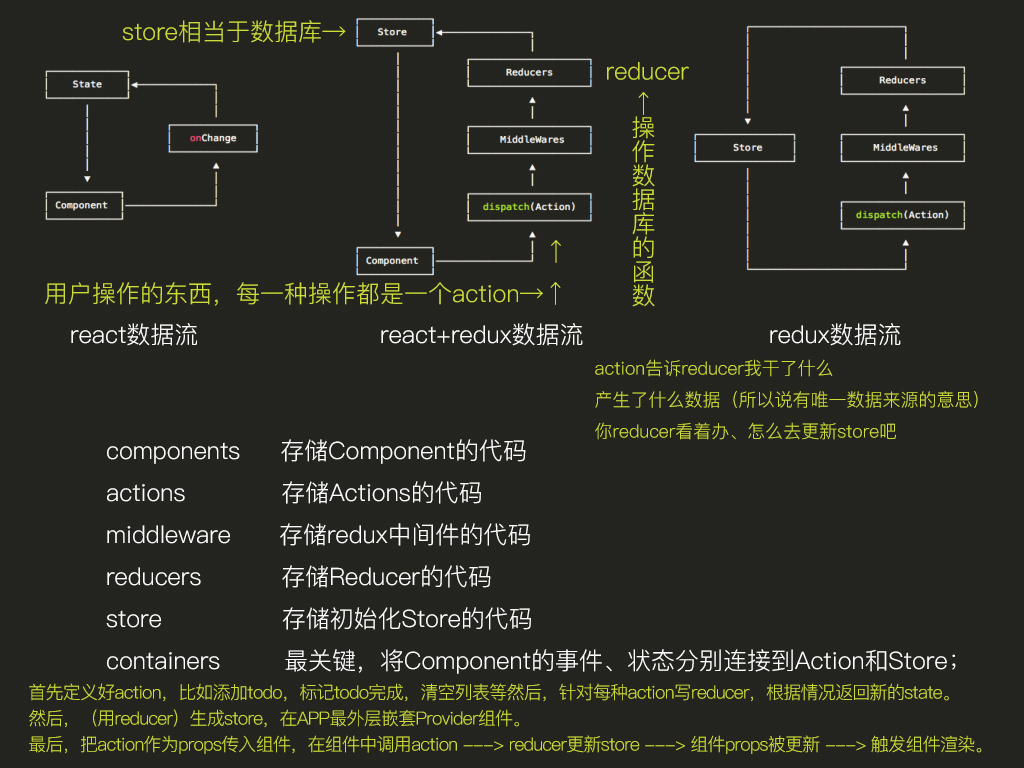 store相当于数据库→
Store
State
onChange
Component
Reducers
MiddleWares
dispatch(Action)
Component
reducer
↑
操作数据库的函数
↑
Reducers
Store
MiddleWares
dispatch(Action)
用户操作的东西，每一种操作都是一个action→↑
react数据流
react+redux数据流
redux数据流
action告诉reducer我干了什么
产生了什么数据（所以说有唯一数据来源的意思）
你reducer看着办、怎么去更新store吧
components 存储Component的代码
actions 存储Actions的代码
middleware 存储redux中间件的代码
reducers 存储Reducer的代码
store 存储初始化Store的代码
containers 最关键，将Component的事件、状态分别连接到Action和Store；
首先定义好action，比如添加todo，标记todo完成，清空列表等然后，针对每种action写reducer，根据情况返回新的state。
然后，（用reducer）生成store，在APP最外层嵌套Provider组件。
最后，把action作为props传入组件，在组件中调用action ---> reducer更新store ---> 组件props被更新 ---> 触发组件渲染。